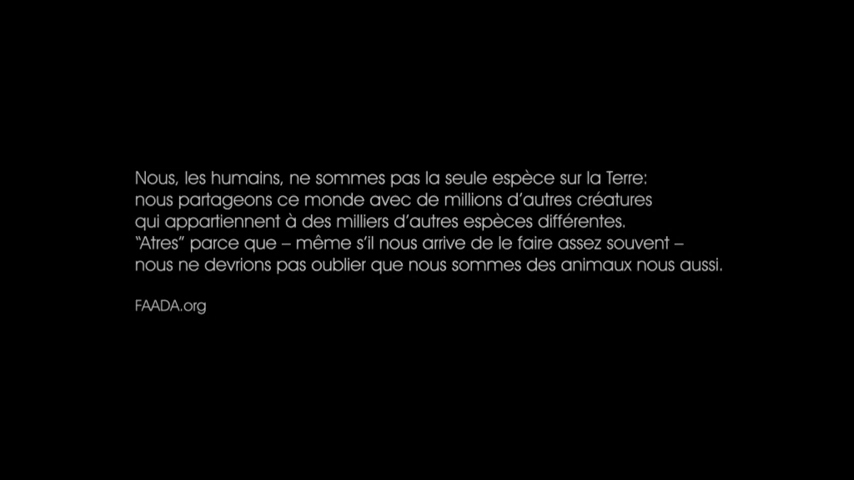 Nous, les humains, ne sommes pas la seule espèce sur la Terre:
nous partageons ce monde avec de millions d'autres créatures
qui appartiennent à des milliers d'autres espèces différentes.
“Atres” parce que – même s'il nous arrive de le faire assez souvent –
nous ne devrions pas oublier que nous sommes des animaux nous aussi.
FAADA.org